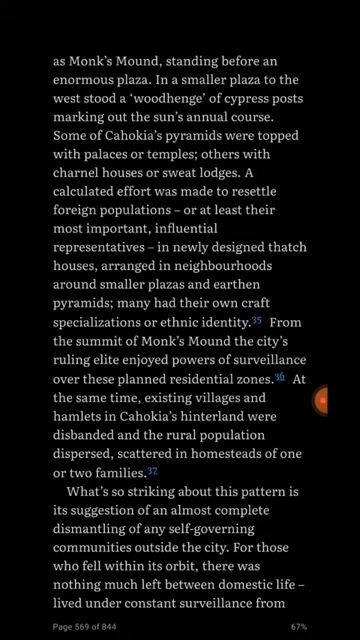 as Monk's Mound, standing before an
enormous plaza. In a smaller plaza to the
west stood a ‘woodhenge’ of cypress posts
marking out the sun's annual course.
Some of Cahokia's pyramids were topped
with palaces or temples; others with
charnel houses or sweat lodges. A
calculated effort was made to resettle
foreign populations – or at least their
most important, influential
representatives – in newly designed thatch
houses, arranged in neighbourhoods
around smaller plazas and earthen
pyramids; many had their own craft
specializations or ethnic identity.35 From
the summit of Monk's Mound the city's
ruling elite enjoyed powers of surveillance
over these planned residential zones.36 At
the same time, existing villages and
hamlets in Cahokia's hinterland were
disbanded and the rural population
dispersed, scattered in homesteads of one
or two families.37
What's so striking about this pattern is
its suggestion of an almost complete
dismantling of any self-governing
communities outside the city. For those
who fell within its orbit, there was
nothing much left between domestic life –
lived under constant surveillance from
Page 569 of 844 67%